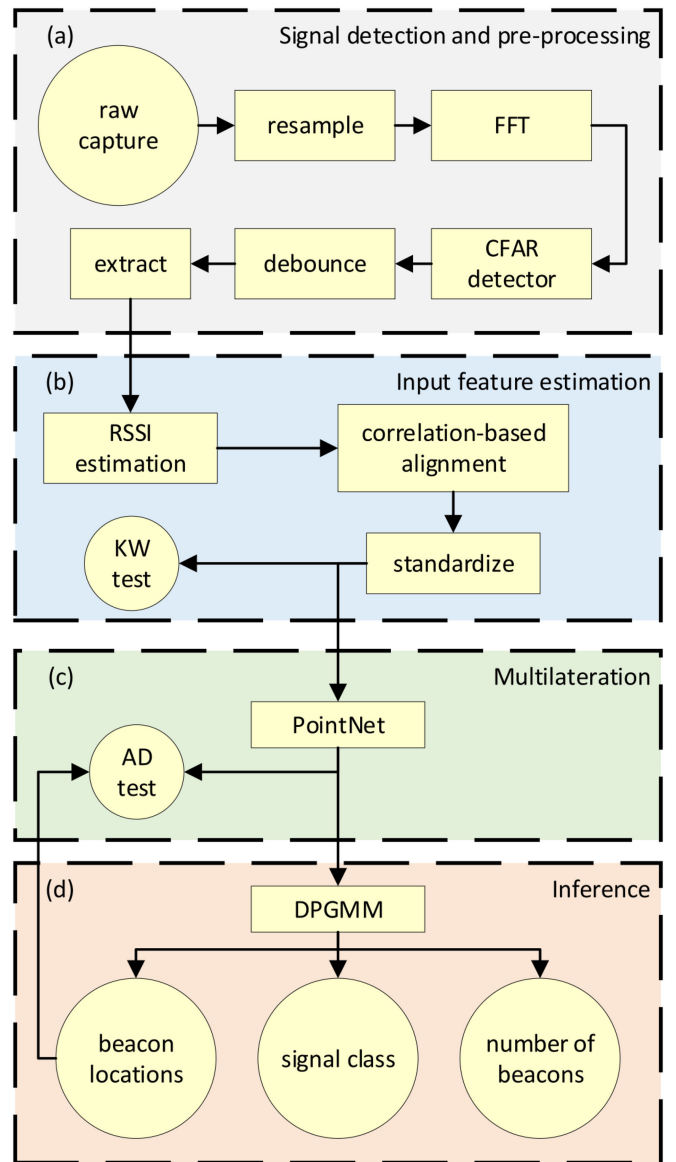 (a)
Signal detection and pre-processing
raw
capture
resample
FFT
extract
debounce
CFAR
detector
(b)
Input feature estimation
RSSI
estimation
correlation-based
alignment
KW
test
standardize
(c)
Multilateration
PointNet
AD
test
(d)
Inference
DPGMM
beacon
locations
signal class
number of
beacons